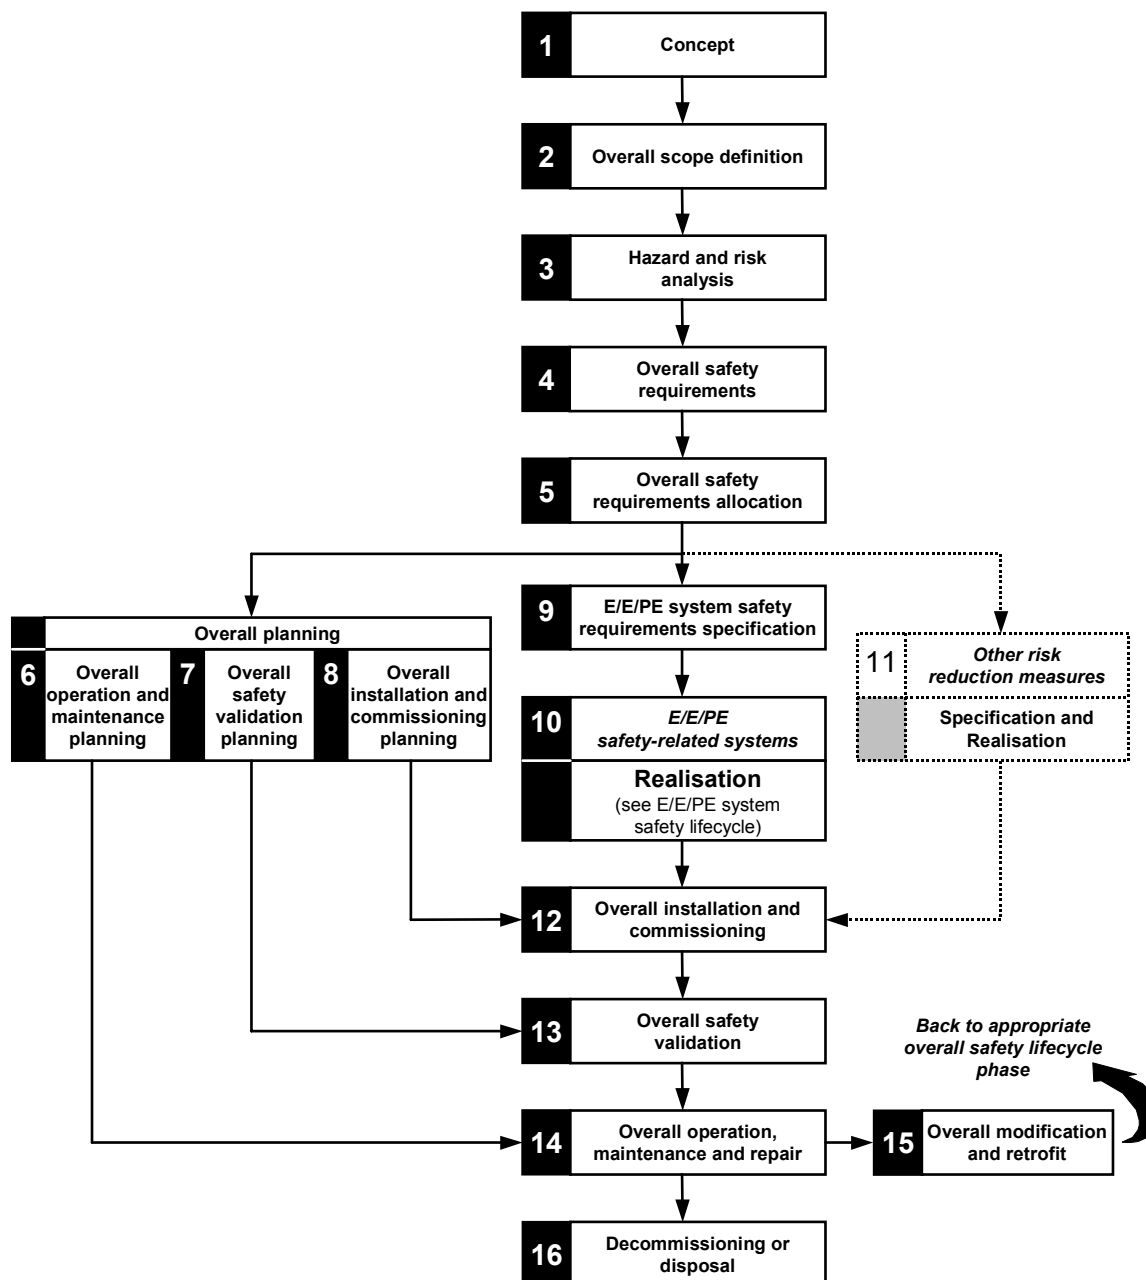 1
Concept
2
Overall scope definition
3
Hazard and risk
analysis
4
Overall safety
requirements
5
Overall safety
requirements allocation
Overall planning
6
Overall
operation and
maintenance
planning
7
Overall
safety
validation
planning
8
Overall
installation and
commissioning
planning
9
E/E/PE system safety
requirements specification
10
E/E/PE
safety-related systems
Realisation
(see E/E/PE system
safety lifecycle)
11
Other risk
reduction measures
Specification and
Realisation
12
Overall installation and
commissioning
13
Overall safety
validation
Back to appropriate
overall safety lifecycle
phase
14
Overall operation,
maintenance and repair
15
Overall modification
and retrofit
16
Decommissioning or
disposal